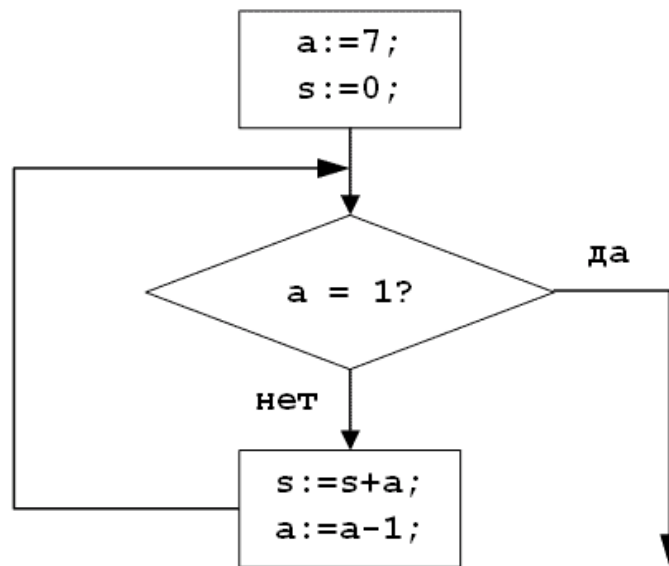 a:=7;
s:=0;
a = 1?
да
нет
s:=s+a;
a:=a-1;